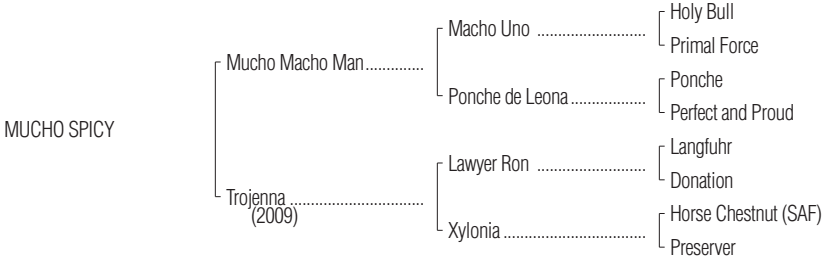 Holy Bull
Macho Uno ..........................
Primal Force
Mucho Macho Man..............
Ponche
Ponche de Leona..................
Perfect and Proud
MUCHO SPICY
Langfuhr
Lawyer Ron ..........................
Donation
Trojenna ................................
(2009)
Horse Chestnut (SAF)
Xylonia ..................................
Preserver